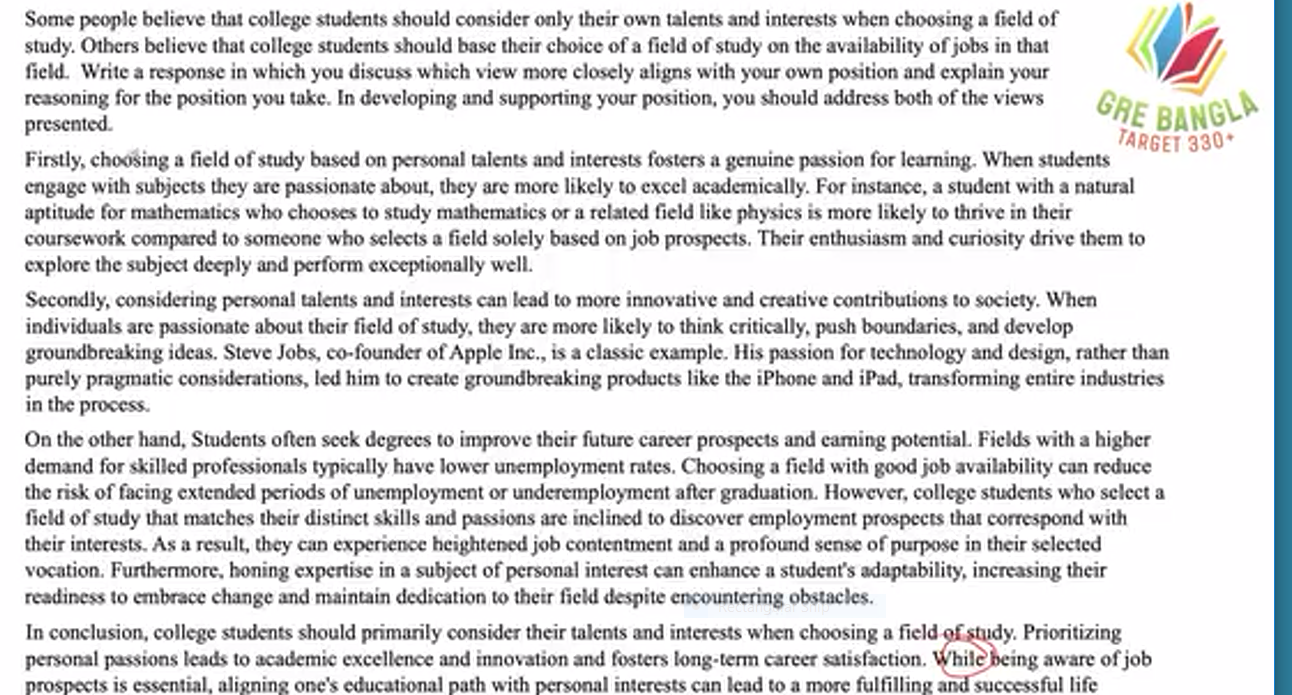 Some people believe that college students should consider only their own talents and interests when choosing a field of
study. Others believe that college students should base their choice of a field of study on the availability of jobs in that
field. Write a response in which you discuss which view more closely aligns with your own position and explain your
reasoning for the position you take. In developing and supporting your position, you should address both of the views
presented.
GRE BANGLA
TARGET 330+
Firstly, choosing a field of study based on personal talents and interests fosters a genuine passion for learning. When students
engage with subjects they are passionate about, they are more likely to excel academically. For instance, a student with a natural
aptitude for mathematics who chooses to study mathematics or a related field like physics is more likely to thrive in their
coursework compared to someone who selects a field solely based on job prospects. Their enthusiasm and curiosity drive them to
explore the subject deeply and perform exceptionally well.
Secondly, considering personal talents and interests can lead to more innovative and creative contributions to society. When
individuals are passionate about their field of study, they are more likely to think critically, push boundaries, and develop
groundbreaking ideas. Steve Jobs, co-founder of Apple Inc., is a classic example. His passion for technology and design, rather than
purely pragmatic considerations, led him to create groundbreaking products like the iPhone and iPad, transforming entire industries
in the process.
On the other hand, Students often seek degrees to improve their future career prospects and earning potential. Fields with a higher
demand for skilled professionals typically have lower unemployment rates. Choosing a field with good job availability can reduce
the risk of facing extended periods of unemployment or underemployment after graduation. However, college students who select a
field of study that matches their distinct skills and passions are inclined to discover employment prospects that correspond with
their interests. As a result, they can experience heightened job contentment and a profound sense of purpose in their selected
vocation. Furthermore, honing expertise in a subject of personal interest can enhance a student's adaptability, increasing their
readiness to embrace change and maintain dedication to their field despite encountering obstacles.
In conclusion, college students should primarily consider their talents and interests when choosing a field of study. Prioritizing
personal passions leads to academic excellence and innovation and fosters long-term career satisfaction. While being aware of job
prospects is essential, aligning one's educational path with personal interests can lead to a more fulfilling and successful life